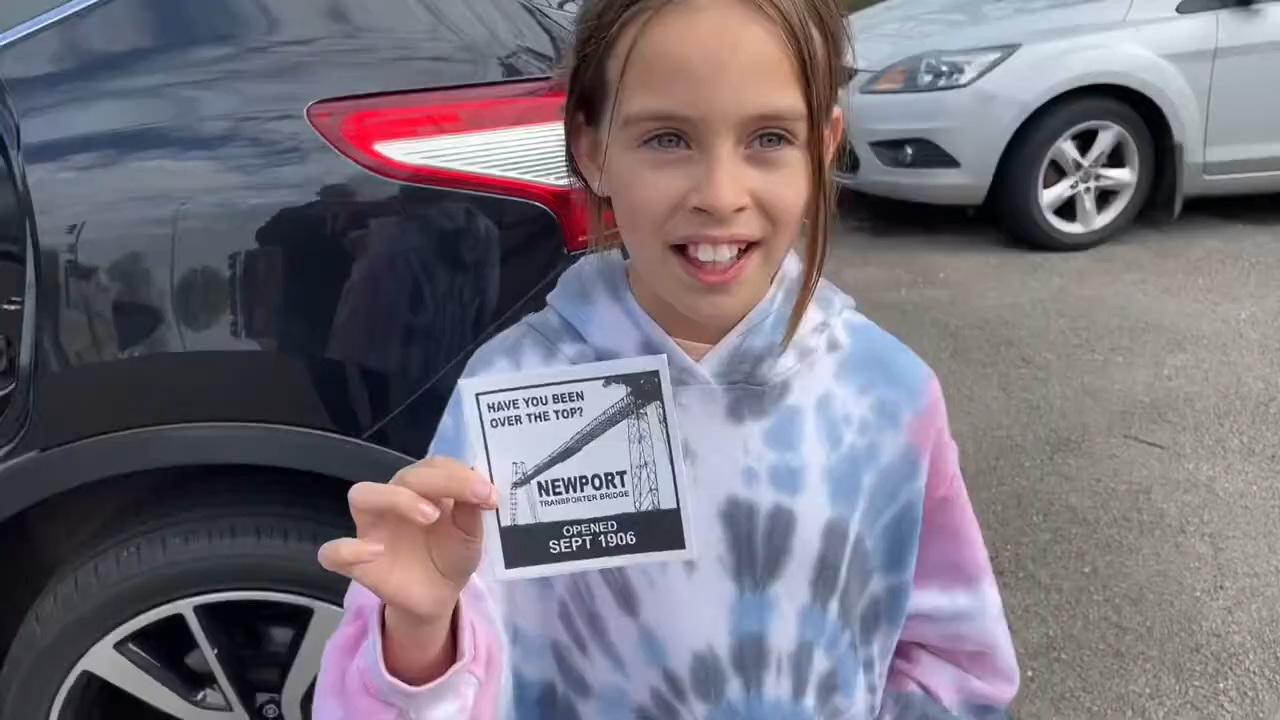 HAVE YOU BEEN
OVER THE TOP?
NEWPORT
TRANSPORTER BRIDGE
OPENED
SEPT 1906